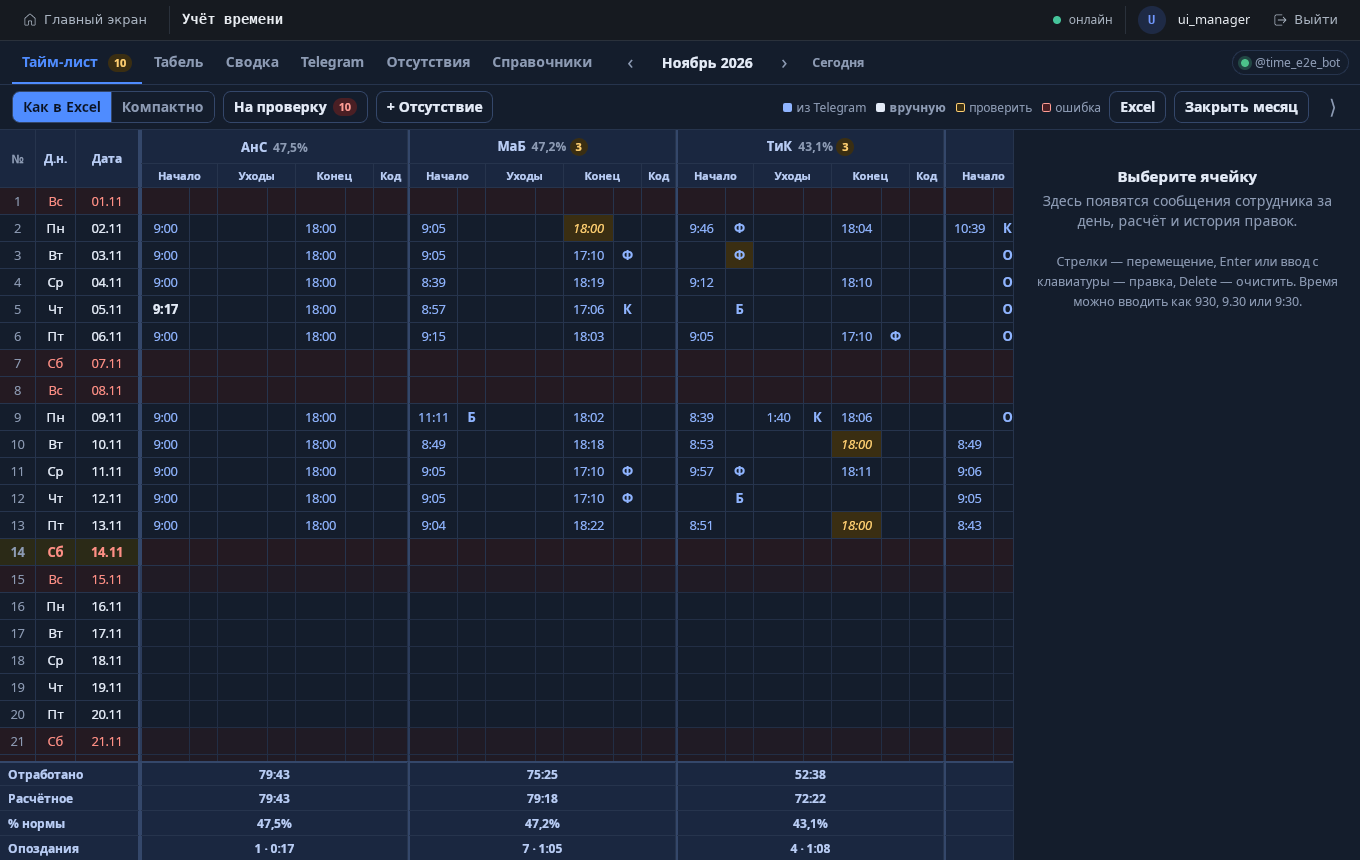 Главный экран Учёт времени онлайн U ui_manager Выйти
Тайм-лист 10 Табель Сводка Telegram Отсутствия Справочники ‹ Ноябрь 2026 › Сегодня @time_e2e_bot
Как в Excel Компактно На проверку 10 + Отсутствие из Telegram вручную проверить ошибка Excel Закрыть месяц ⟩
№ Д.н. Дата АнС 47,5% МаБ 47,2% 3 ТиК 43,1% 3
Начало Уходы Конец Код Начало Уходы Конец Код Начало Уходы Конец Код Начало
1 Вс 01.11
2 Пн 02.11 9:00 18:00 9:05 18:00 9:46 Ф 18:04 10:39 К
3 Вт 03.11 9:00 18:00 9:05 17:10 Ф Ф О
4 Ср 04.11 9:00 18:00 8:39 18:19 9:12 18:10 О
5 Чт 05.11 9:17 18:00 8:57 17:06 К Б О
6 Пт 06.11 9:00 18:00 9:15 18:03 9:05 17:10 Ф О
7 Сб 07.11
8 Вс 08.11
9 Пн 09.11 9:00 18:00 11:11 Б 18:02 8:39 1:40 К 18:06 О
10 Вт 10.11 9:00 18:00 8:49 18:18 8:53 18:00 8:49
11 Ср 11.11 9:00 18:00 9:05 17:10 Ф 9:57 Ф 18:11 9:06
12 Чт 12.11 9:00 18:00 9:05 17:10 Ф Б 9:05
13 Пт 13.11 9:00 18:00 9:04 18:22 8:51 18:00 8:43
14 Сб 14.11
15 Вс 15.11
16 Пн 16.11
17 Вт 17.11
18 Ср 18.11
19 Чт 19.11
20 Пт 20.11
21 Сб 21.11
Отработано 79:43 75:25 52:38
Расчётное 79:43 79:18 72:22
% нормы 47,5% 47,2% 43,1%
Опоздания 1 · 0:17 7 · 1:05 4 · 1:08
Выберите ячейку
Здесь появятся сообщения сотрудника за
день, расчёт и история правок.
Стрелки — перемещение, Enter или ввод с
клавиатуры — правка, Delete — очистить. Время
можно вводить как 930, 9.30 или 9:30.